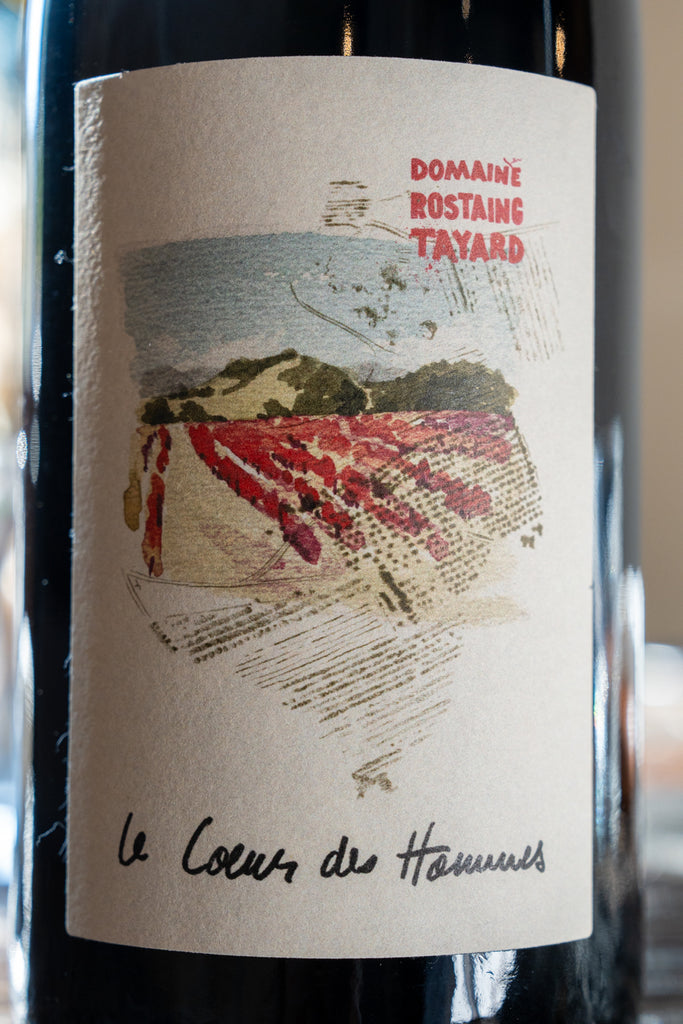 DOMAINE
ROSTAING
TAYARD
Le Coeur des Hommes